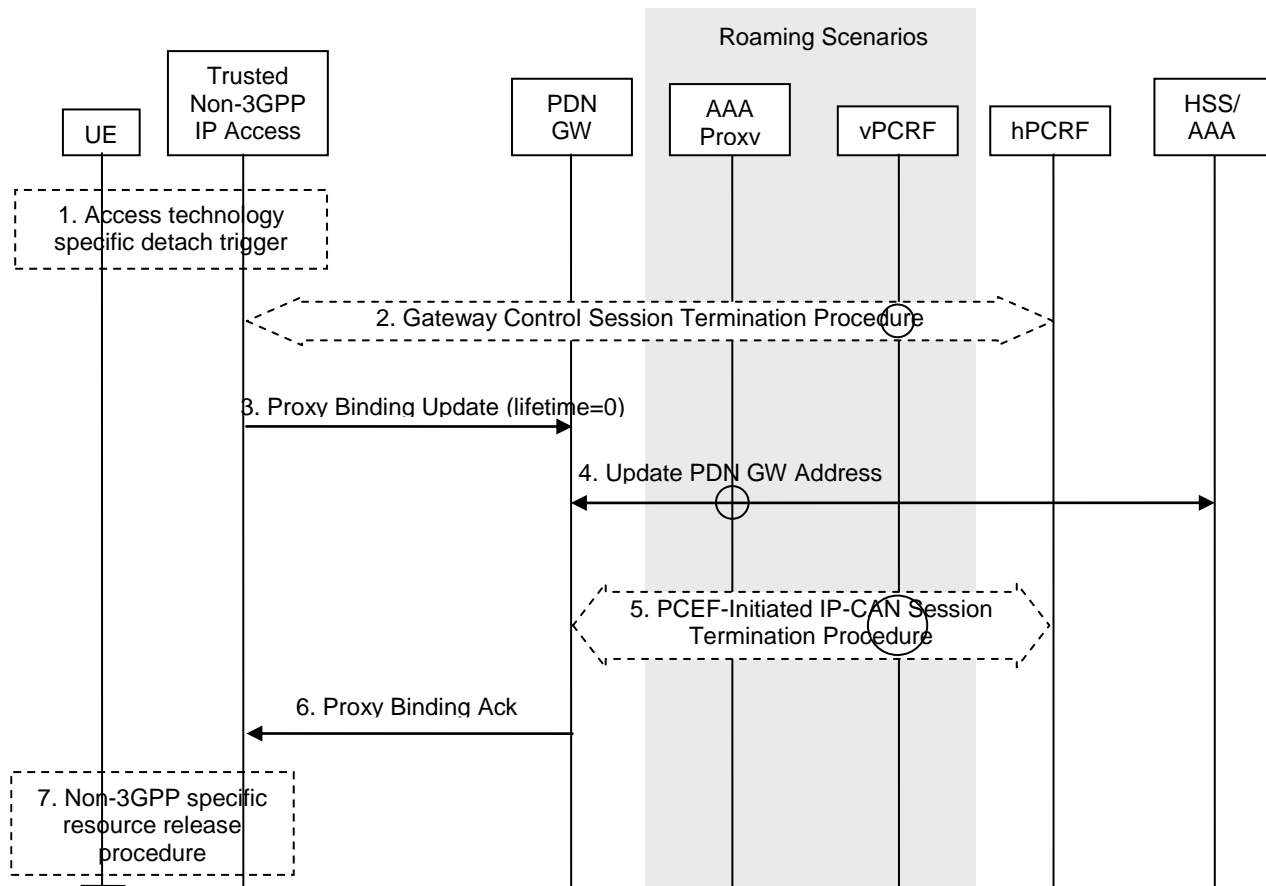 Roaming Scenarios
UE
Trusted
Non-3GPP
IP Access
PDN
GW
AAA
Proxy
vPCRF
hPCRF
HSS/
AAA
1. Access technology
specific detach trigger
2. Gateway Control Session Termination Procedure
3. Proxy Binding Update (lifetime=0)
4. Update PDN GW Address
5. PCEF-Initiated IP-CAN Session
Termination Procedure
6. Proxy Binding Ack
7. Non-3GPP specific
resource release
procedure